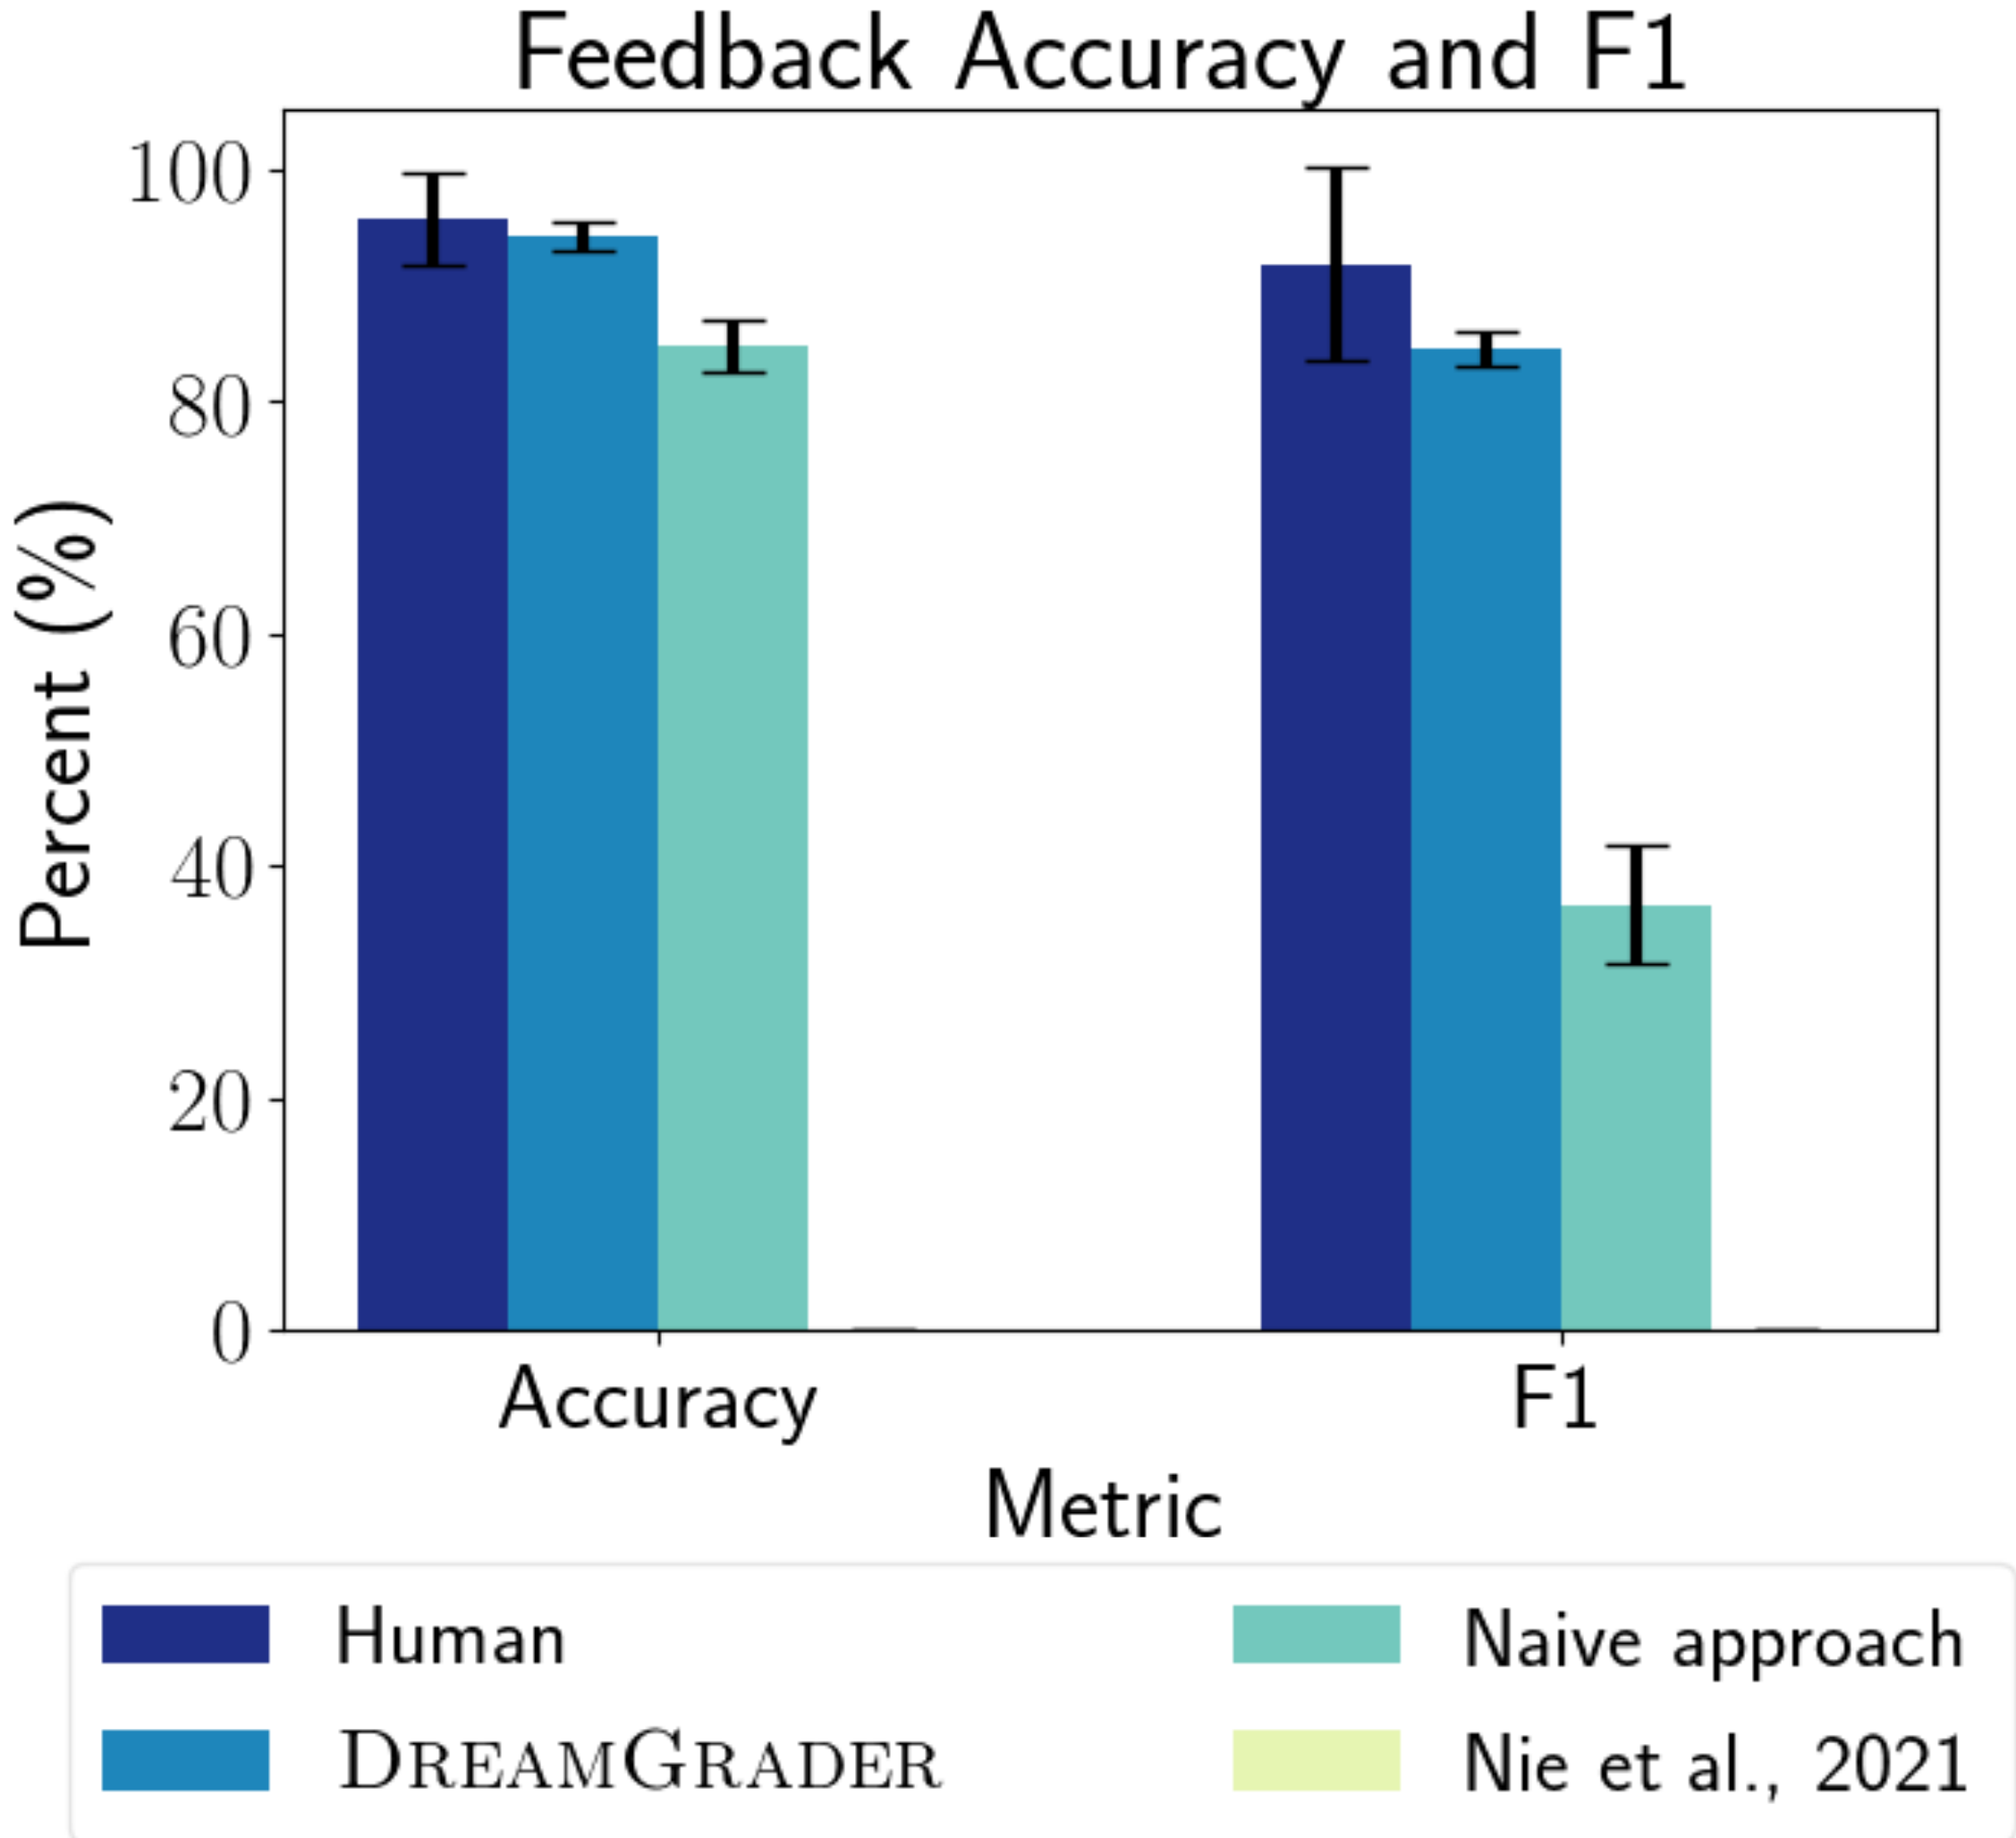 Feedback Accuracy and F1
Percent (%)
100
80
60
40
20
0
Accuracy
F1
Metric
Human
Naive approach
DREAMGRADER
Nie et al., 2021